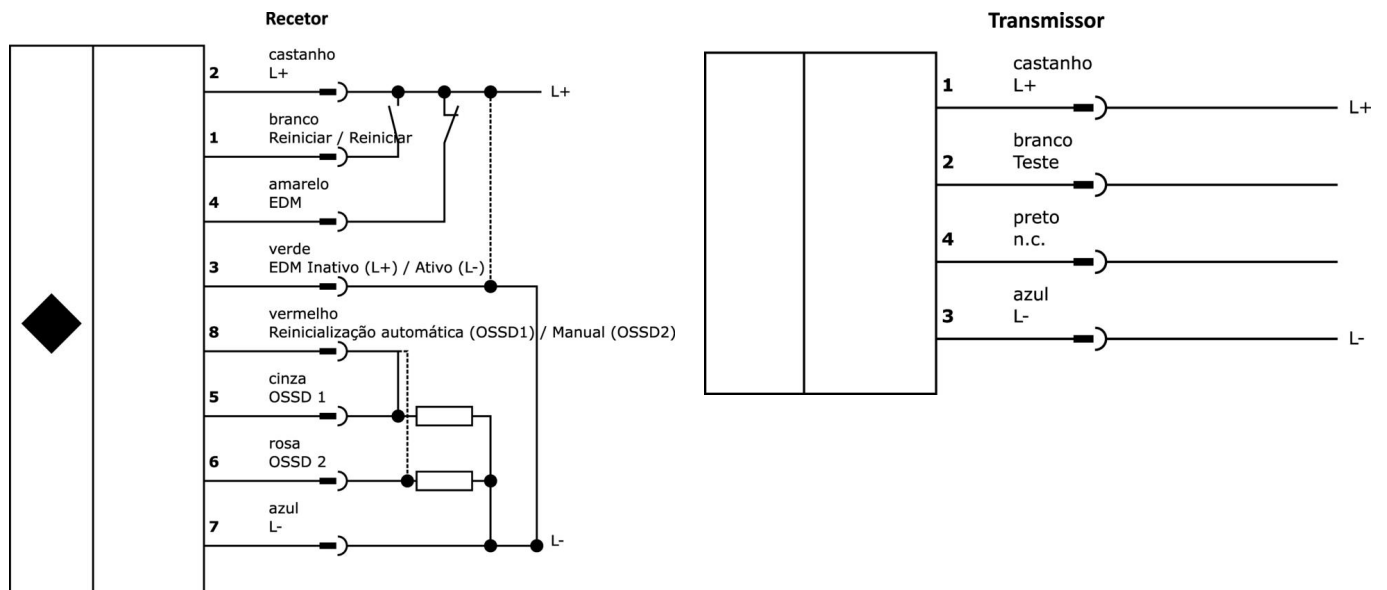 Recetor
castanho
2 L+
L+
branco
1 Reiniciar / Reiniciar
amarelo
4 EDM
verde
3 EDM Inativo (L+) / Ativo (L-)
vermelho
8 Reinicialização automática (OSSD1) / Manual (OSSD2)
cinza
5 OSSD 1
rosa
6 OSSD 2
azul
7 L-
L-
Transmissor
castanho
1 L+
L+
branco
2 Teste
preto
4 n.c.
azul
3 L-
L-